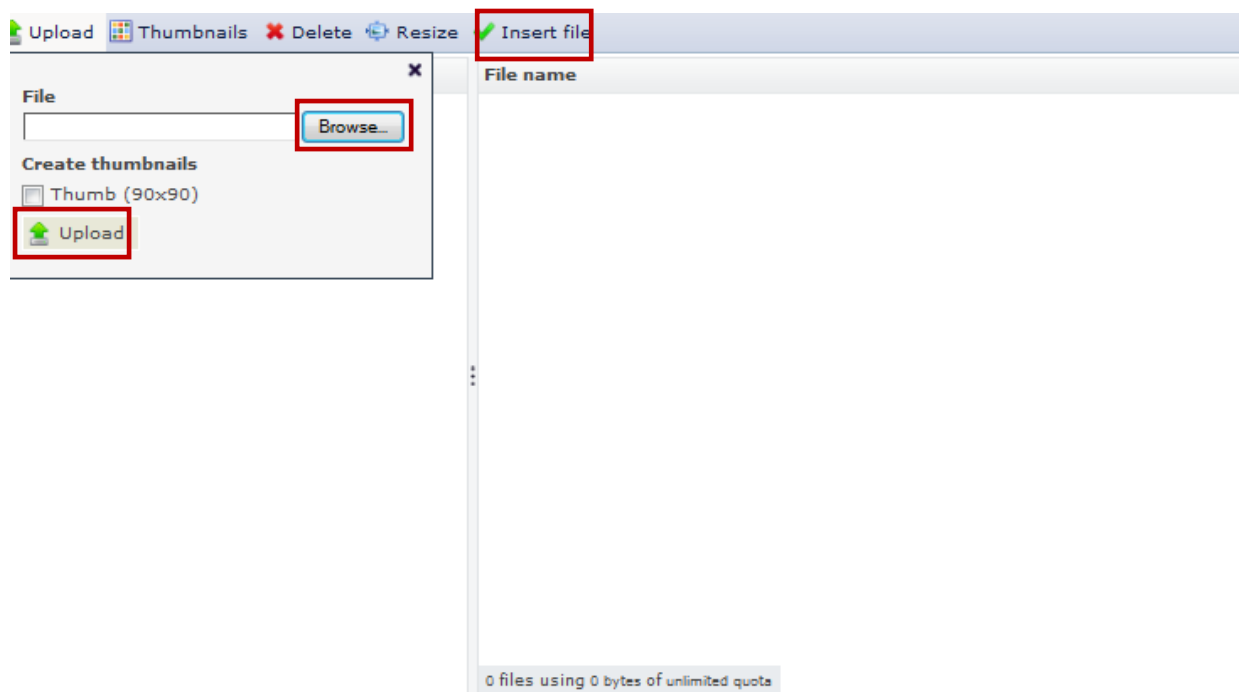 Upload Thumbnails Delete Resize Insert file
File name
File
Browse...
Create thumbnails
Thumb (90x90)
Upload
0 files using 0 bytes of unlimited quota